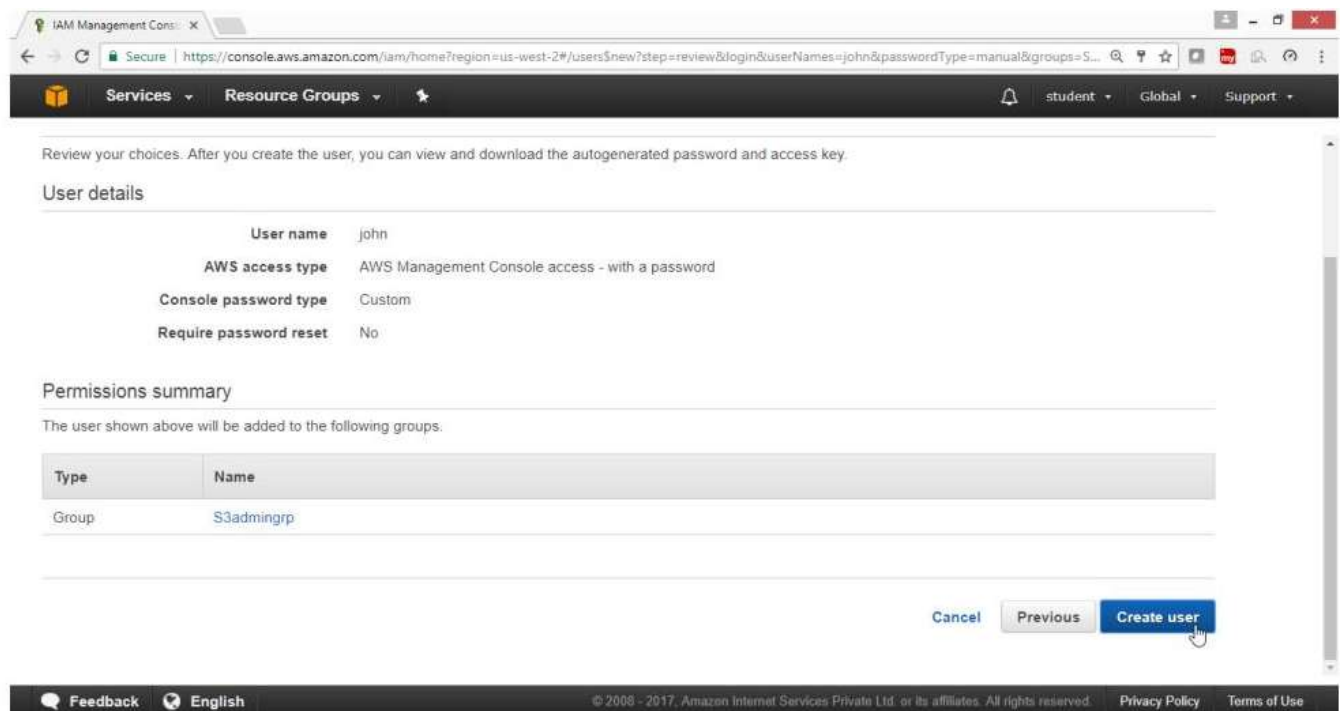 IAM Management Cons
Secure https://console.aws.amazon.com/iam/home?region=us-west-2#/users$new?step=review&login&userNames=john&passwordType=manual&groups=S...
Services Resource Groups student Global Support
Review your choices. After you create the user, you can view and download the autogenerated password and access key.
User details
User name john
AWS access type AWS Management Console access - with a password
Console password type Custom
Require password reset No
Permissions summary
The user shown above will be added to the following groups.
Type Name
Group S3admingrp
Cancel Previous Create user
Feedback English © 2008 - 2017, Amazon Internet Services Private Ltd. or its affiliates. All rights reserved. Privacy Policy Terms of Use